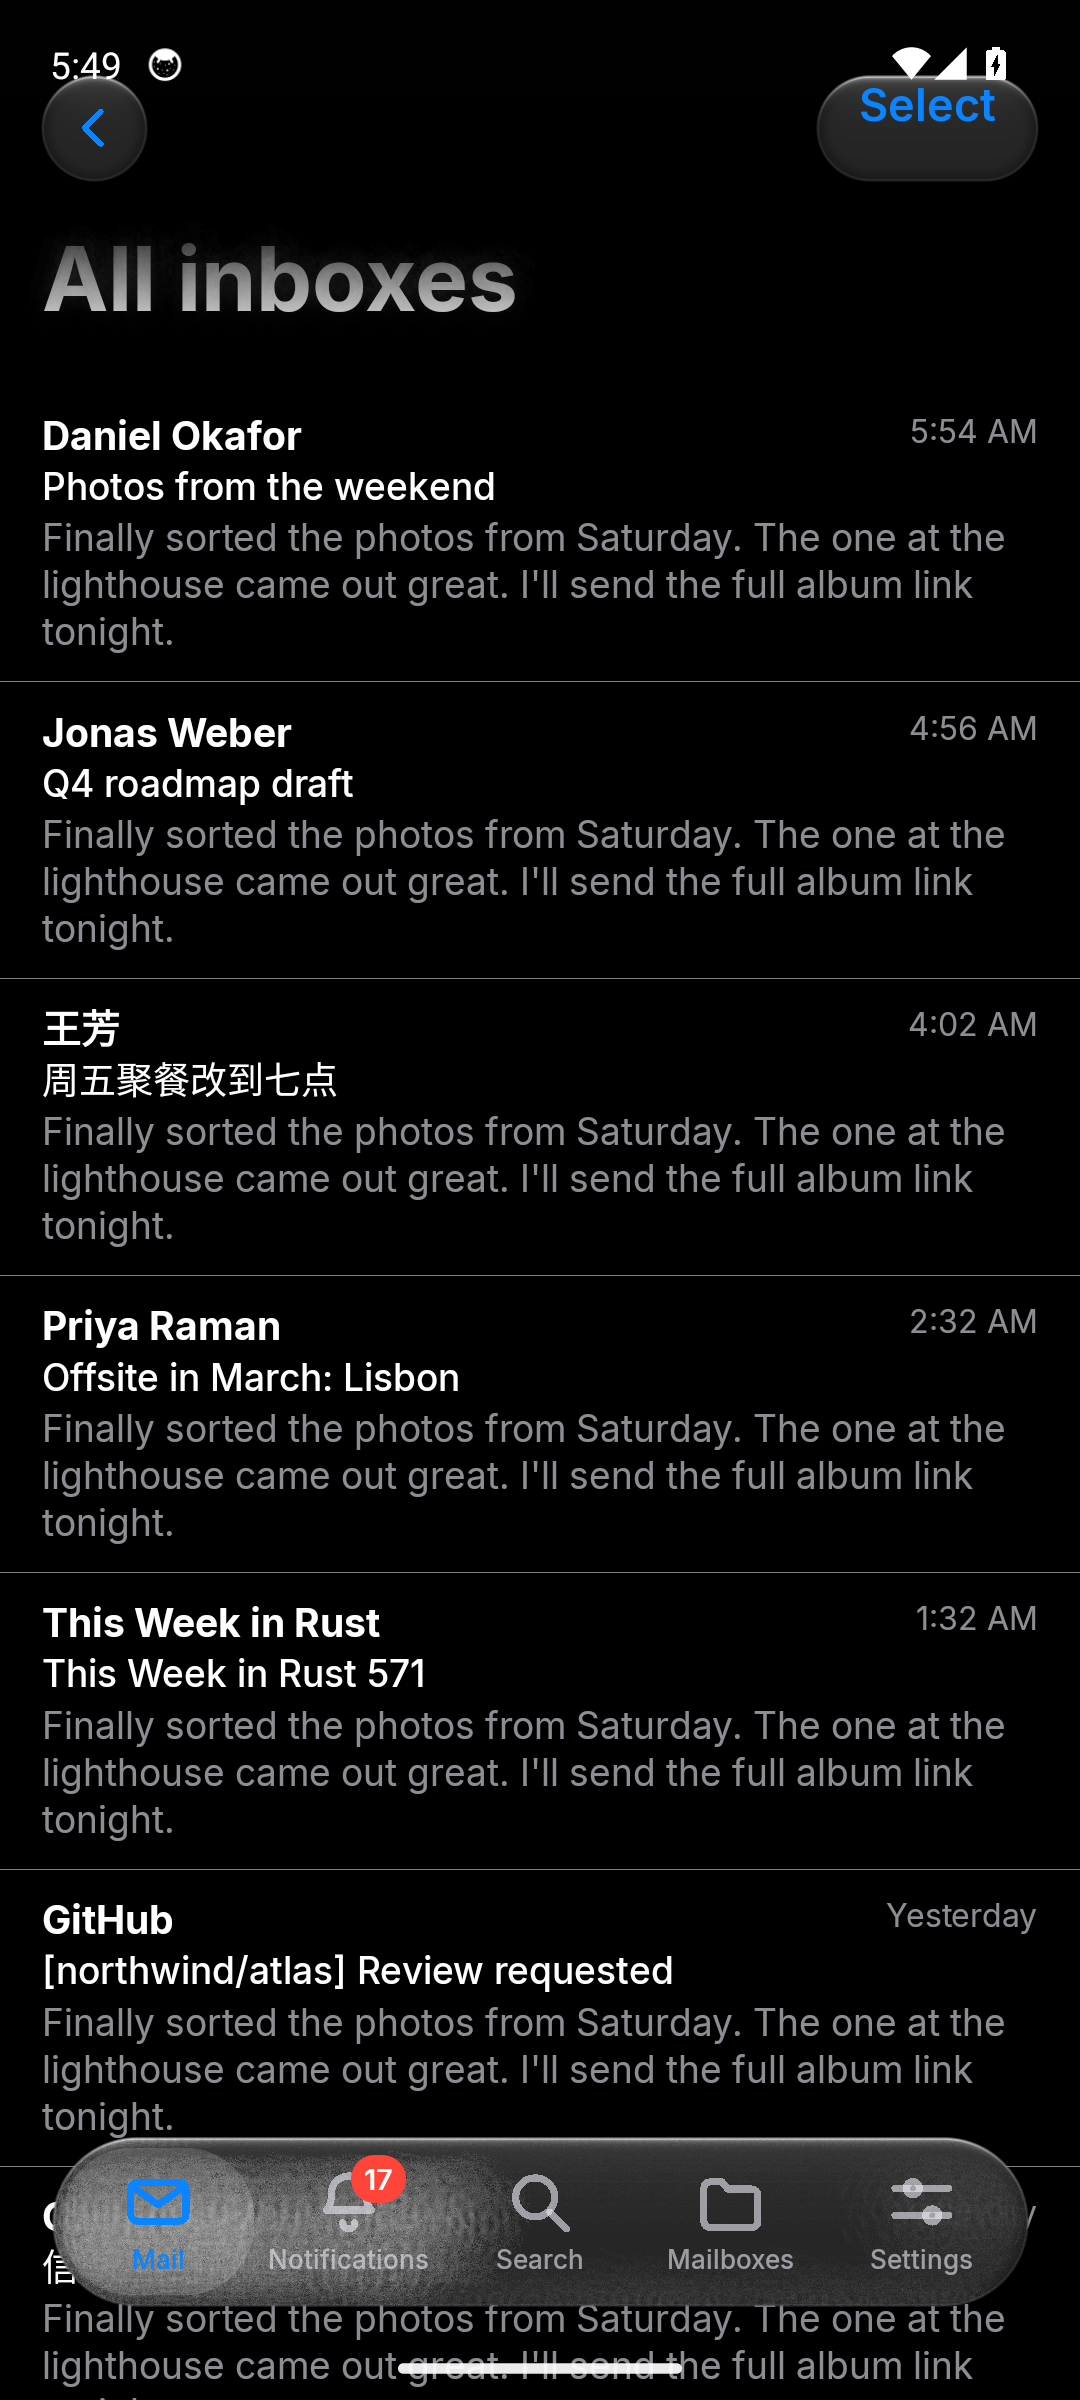 5:49
Select
All inboxes
Daniel Okafor 5:54 AM
Photos from the weekend
Finally sorted the photos from Saturday. The one at the
lighthouse came out great. I'll send the full album link
tonight.
Jonas Weber 4:56 AM
Q4 roadmap draft
Finally sorted the photos from Saturday. The one at the
lighthouse came out great. I'll send the full album link
tonight.
王芳 4:02 AM
周五聚餐改到七点
Finally sorted the photos from Saturday. The one at the
lighthouse came out great. I'll send the full album link
tonight.
Priya Raman 2:32 AM
Offsite in March: Lisbon
Finally sorted the photos from Saturday. The one at the
lighthouse came out great. I'll send the full album link
tonight.
This Week in Rust 1:32 AM
This Week in Rust 571
Finally sorted the photos from Saturday. The one at the
lighthouse came out great. I'll send the full album link
tonight.
GitHub Yesterday
[northwind/atlas] Review requested
Finally sorted the photos from Saturday. The one at the
lighthouse came out great. I'll send the full album link
tonight.
17
Mail Notifications Search Mailboxes Settings
信
Finally sorted the photos from Saturday. The one at the
lighthouse came out great. I'll send the full album link